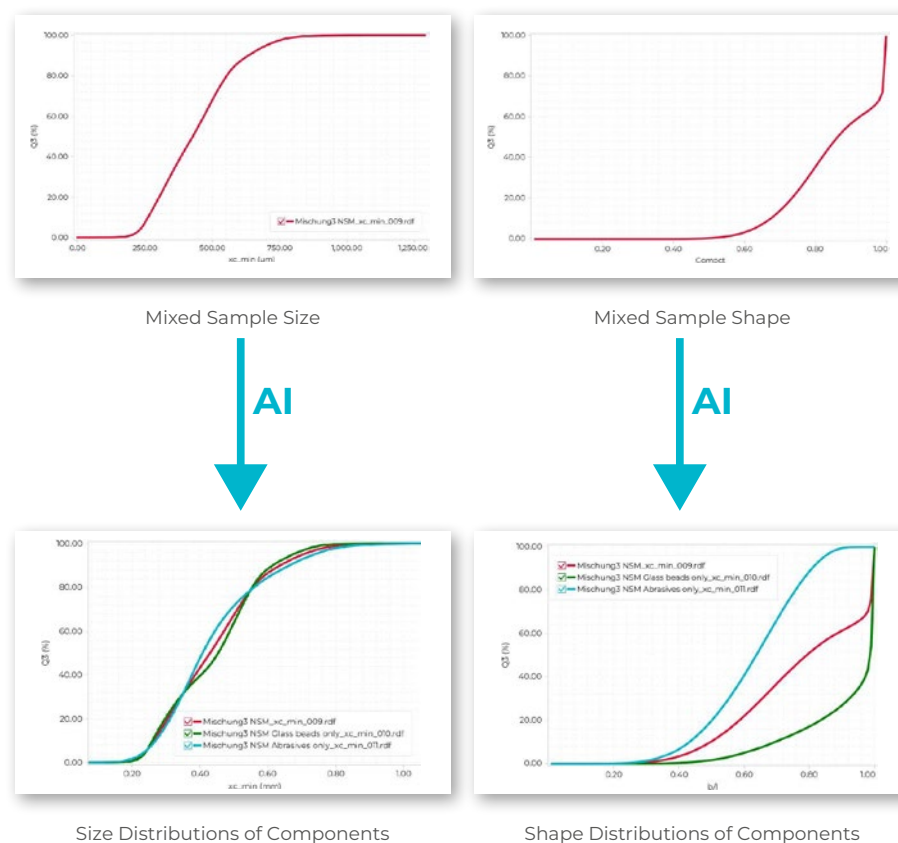 100.00
80.00
60.00
40.00
20.00
0.00
Q3 (%)
Mischung3 NSM_xc_min_009.rdf
0.00 250.00 500.00 750.00 1,000.00 1,250.00
xc_min (um)
Mixed Sample Size
100.00
80.00
60.00
40.00
20.00
0.00
Q3 (%)
0.20 0.40 0.60 0.80 1.00
Mixed Sample Shape
AI
AI
100.00
80.00
60.00
40.00
20.00
0.00
Q3 (%)
Mischung3 NSM_xc_min_009.rdf
Mischung3 NSM Glass beads only_xc_min_010.rdf
Mischung3 NSM Abrasives only_xc_min_011.rdf
0.20 0.40 0.60 0.80 1.00
xc_min (mm)
Size Distributions of Components
100.00
80.00
60.00
40.00
20.00
0.00
Q3 (%)
Mischung3 NSM_xc_min_009.rdf
Mischung3 NSM Glass beads only_xc_min_010.rdf
Mischung3 NSM Abrasives only_xc_min_011.rdf
0.20 0.40 0.60 0.80 1.00
b/l
Shape Distributions of Components